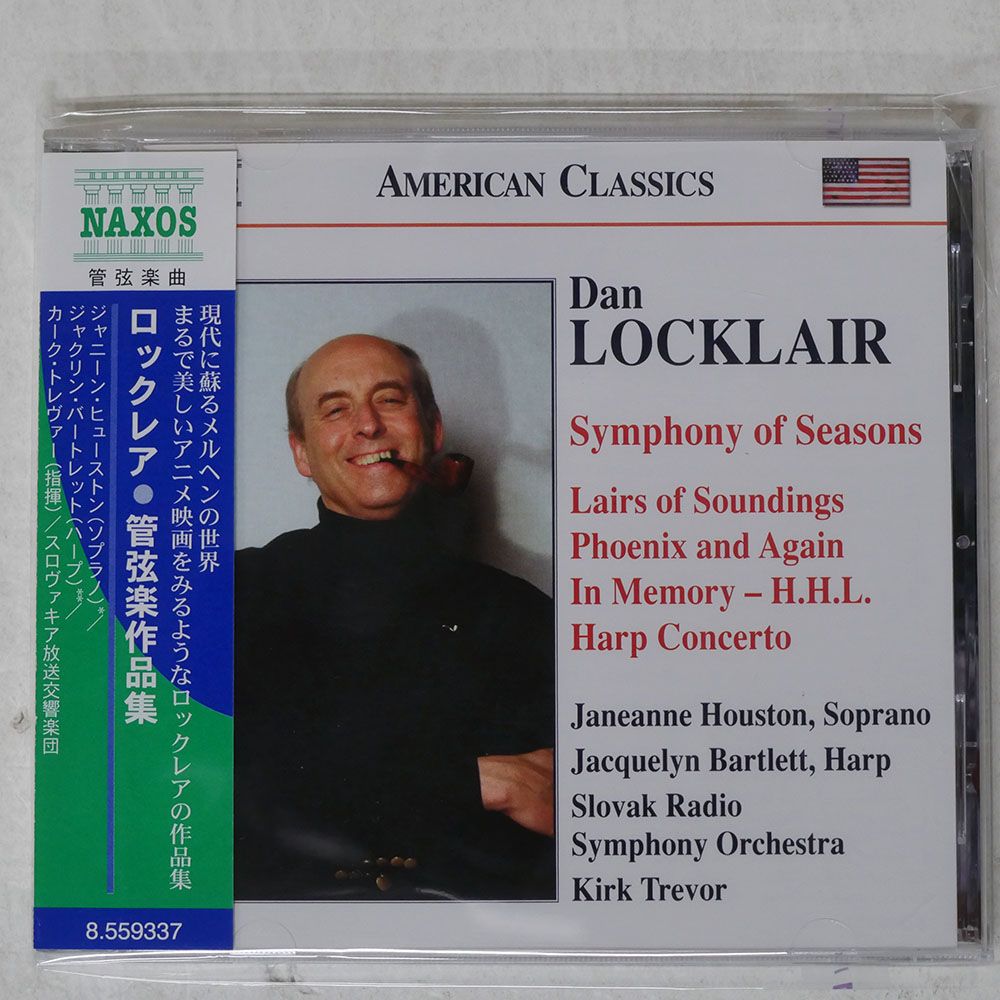 NAXOS
管弦楽曲
現代に蘇るメルヘンの世界
まるで美しいアニメ映画をみるようなロックレアの作品集
ロックレア●管弦楽作品集
ジャニーン・ヒューストン(ソプラノ)*/
ジャクリン・バートレット(ハープ)**/
カーク・トレヴァー(指揮)/スロヴァキア放送交響楽団
8.559337
AMERICAN CLASSICS
Dan
LOCKLAIR
Symphony of Seasons
Lairs of Soundings
Phoenix and Again
In Memory – H.H.L.
Harp Concerto
Janeanne Houston, Soprano
Jacquelyn Bartlett, Harp
Slovak Radio
Symphony Orchestra
Kirk Trevor